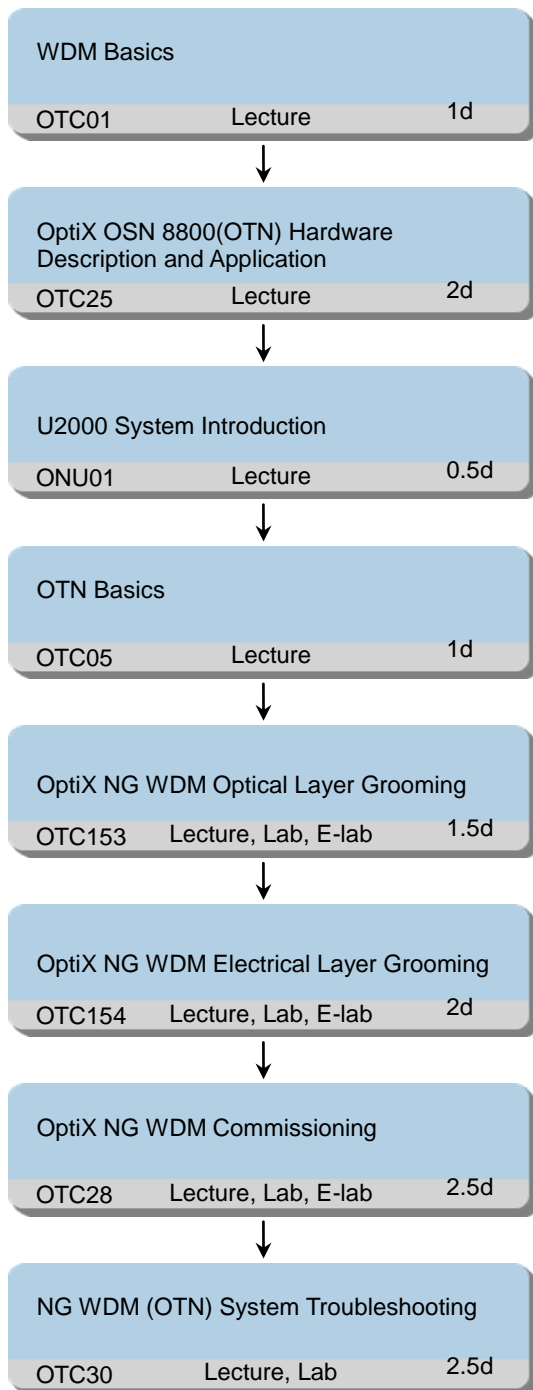 WDM Basics
OTC01 Lecture 1d
OptiX OSN 8800(OTN) Hardware
Description and Application
OTC25 Lecture 2d
U2000 System Introduction
ONU01 Lecture 0.5d
OTN Basics
OTC05 Lecture 1d
OptiX NG WDM Optical Layer Grooming
OTC153 Lecture, Lab, E-lab 1.5d
OptiX NG WDM Electrical Layer Grooming
OTC154 Lecture, Lab, E-lab 2d
OptiX NG WDM Commissioning
OTC28 Lecture, Lab, E-lab 2.5d
NG WDM (OTN) System Troubleshooting
OTC30 Lecture, Lab 2.5d